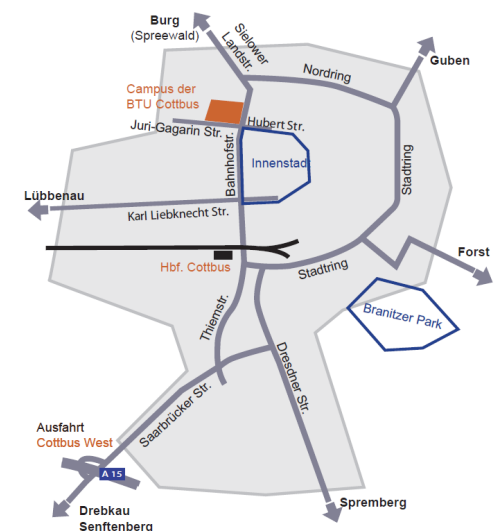 Burg
(Spreewald)
Sielower
Landstr.
Guben
Nordring
Campus der
BTU Cottbus
Juri-Gagarin Str.
Hubert Str.
Bahnhofstr.
Innenstadt
Stadtring
Lübbenau
Karl Liebknecht Str.
Forst
Hbf. Cottbus
Stadtring
Branitzer Park
Thiemstr.
Dresdner Str.
Saarbrücker Str.
Ausfahrt
Cottbus West
A 15
Spremberg
Drebkau
Senftenberg